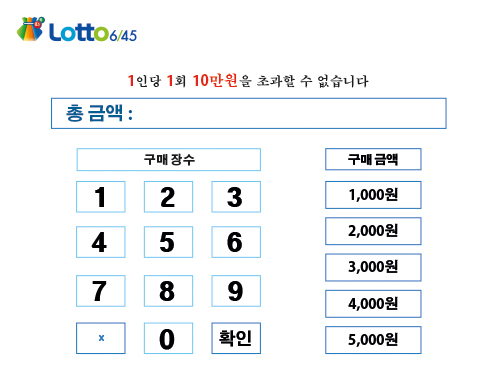 Lotto 6/45
1인당 1회 10만원을 초과할 수 없습니다
총 금액 :
구매 장수
구매 금액
1 2 3
1,000원
2,000원
4 5 6
3,000원
7 8 9
4,000원
x 0 확인
5,000원